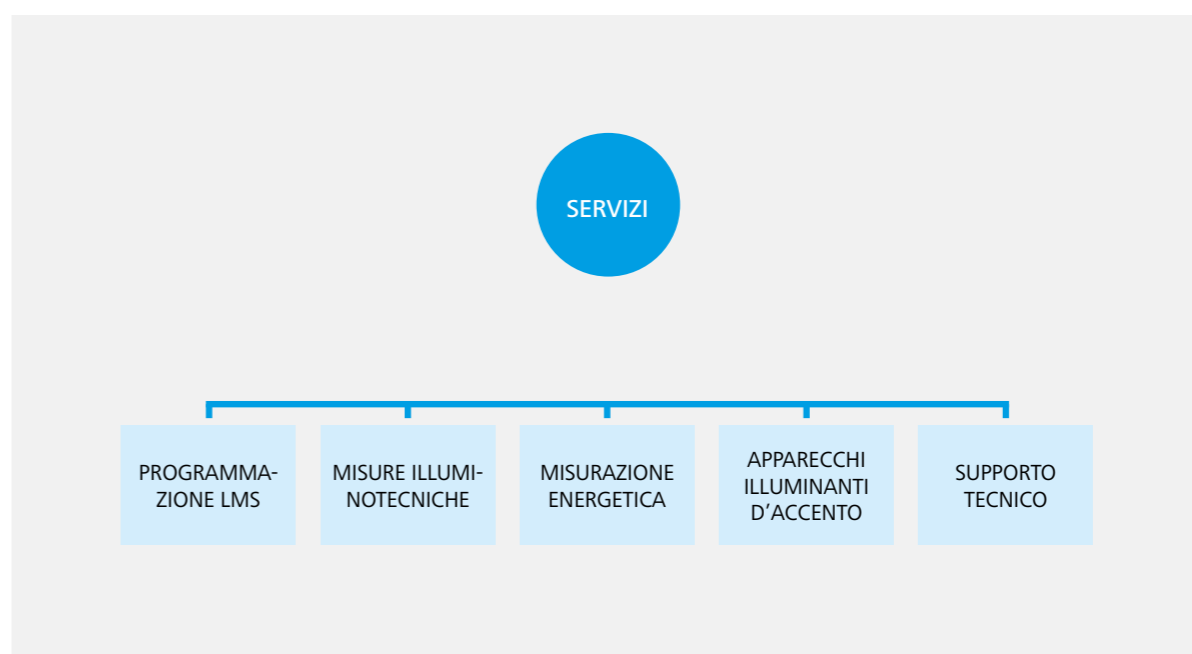 SERVIZI
PROGRAMMA-
ZIONE LMS
MISURE ILLUMI-
NOTECNICHE
MISURAZIONE
ENERGETICA
APPARECCHI
ILLUMINANTI
D’ACCENTO
SUPPORTO
TECNICO